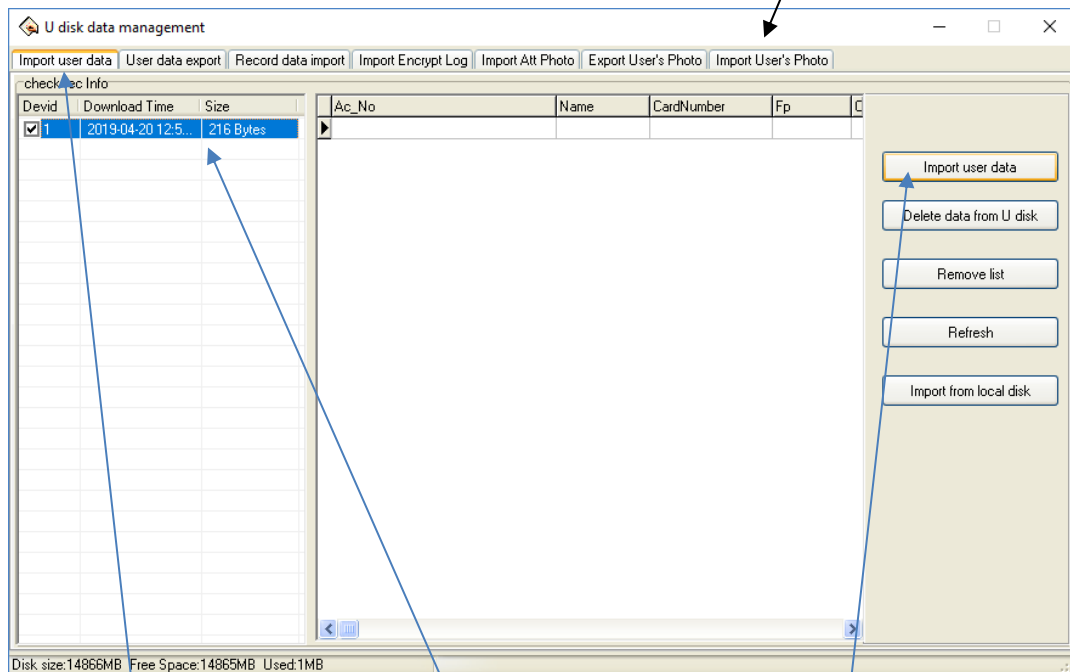 U disk data management
Import user data User data export Record data import Import Encrypt Log Import Att Photo Export User's Photo Import User's Photo
check rec Info
Devid Download Time Size
Ac_No Name CardNumber Fp
1 2019-04-20 12:5... 216 Bytes
Import user data
Delete data from U disk
Remove list
Refresh
Import from local disk
Disk size:14866MB Free Space:14865MB Used:1MB